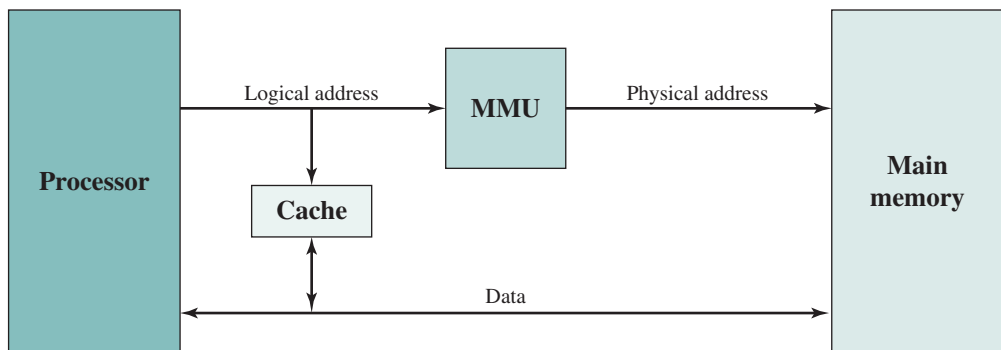 Logical address
MMU
Physical address
Processor
Cache
Main
memory
Data